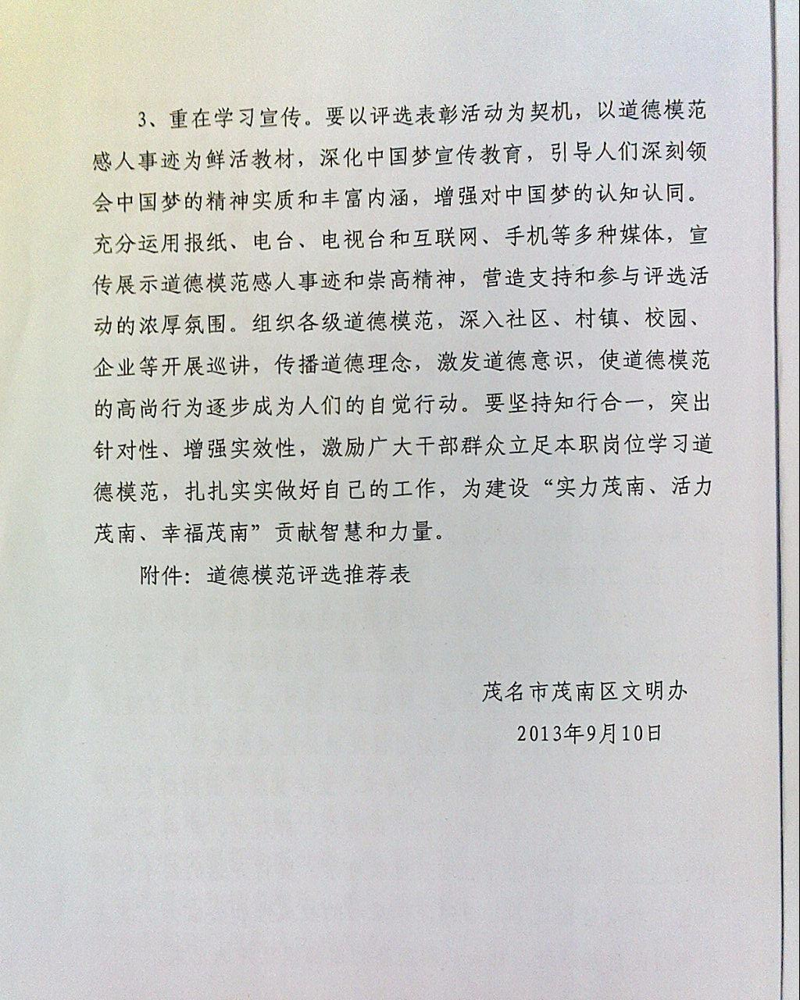 3、重在学习宣传。要以评选表彰活动为契机，以道德模范
感人事迹为鲜活教材，深化中国梦宣传教育，引导人们深刻领
会中国梦的精神实质和丰富内涵，增强对中国梦的认知认同。
充分运用报纸、电台、电视台和互联网、手机等多种媒体，宣
传展示道德模范感人事迹和崇高精神，营造支持和参与评选活
动的浓厚氛围。组织各级道德模范，深入社区、村镇、校园、
企业等开展巡讲，传播道德理念，激发道德意识，使道德模范
的高尚行为逐步成为人们的自觉行动。要坚持知行合一，突出
针对性、增强实效性，激励广大干部群众立足本职岗位学习道
德模范，扎扎实实做好自己的工作，为建设“实力茂南、活力
茂南、幸福茂南”贡献智慧和力量。
附件：道德模范评选推荐表
茂名市茂南区文明办
2013年9月10日